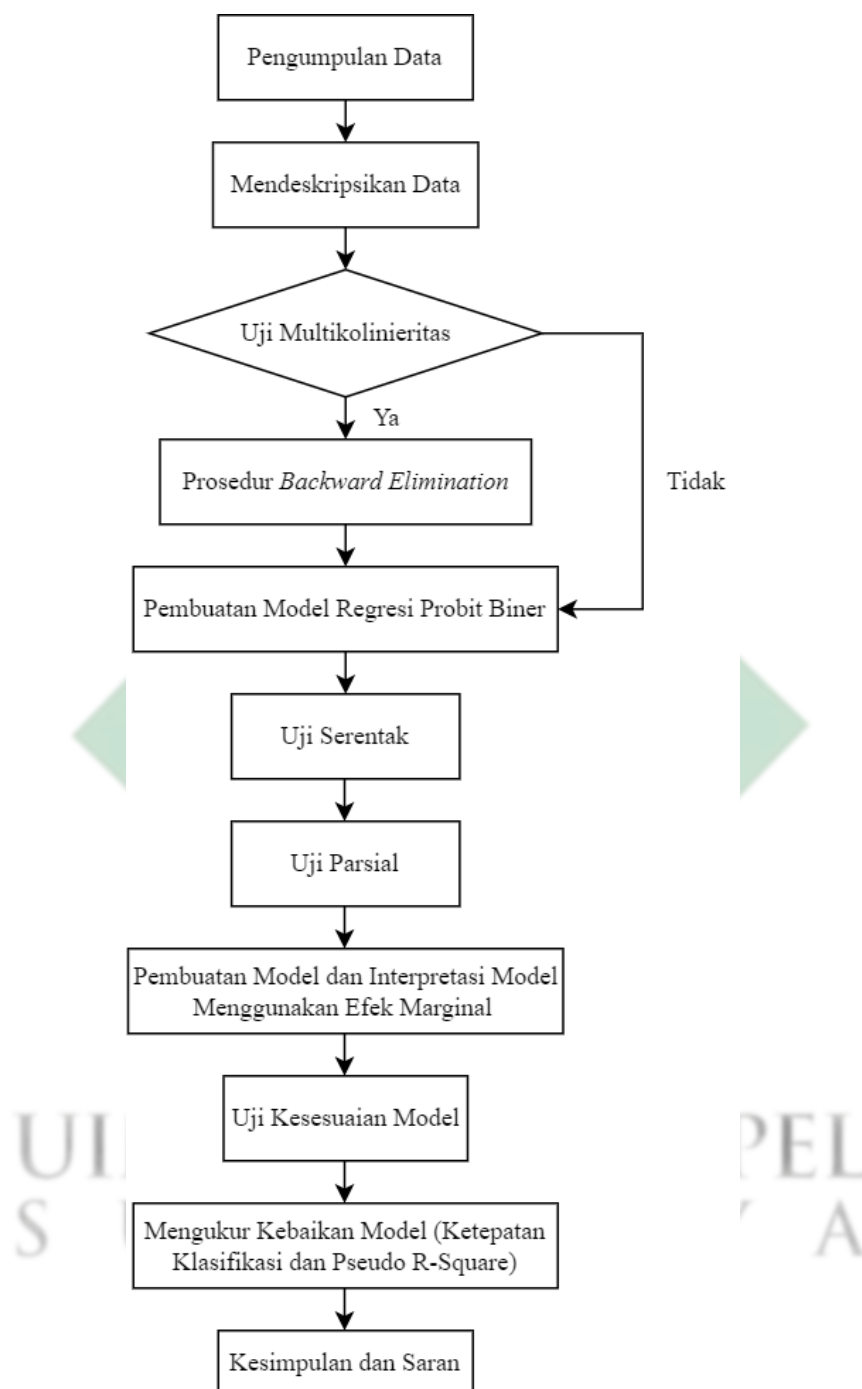 Pengumpulan Data
Mendeskripsikan Data
Uji Multikolinieritas
Ya
Prosedur Backward Elimination
Tidak
Pembuatan Model Regresi Probit Biner
Uji Serentak
Uji Parsial
Pembuatan Model dan Interpretasi Model
Menggunakan Efek Marginal
Uji Kesesuaian Model
Mengukur Kebaikan Model (Ketepatan
Klasifikasi dan Pseudo R-Square)
Kesimpulan dan Saran